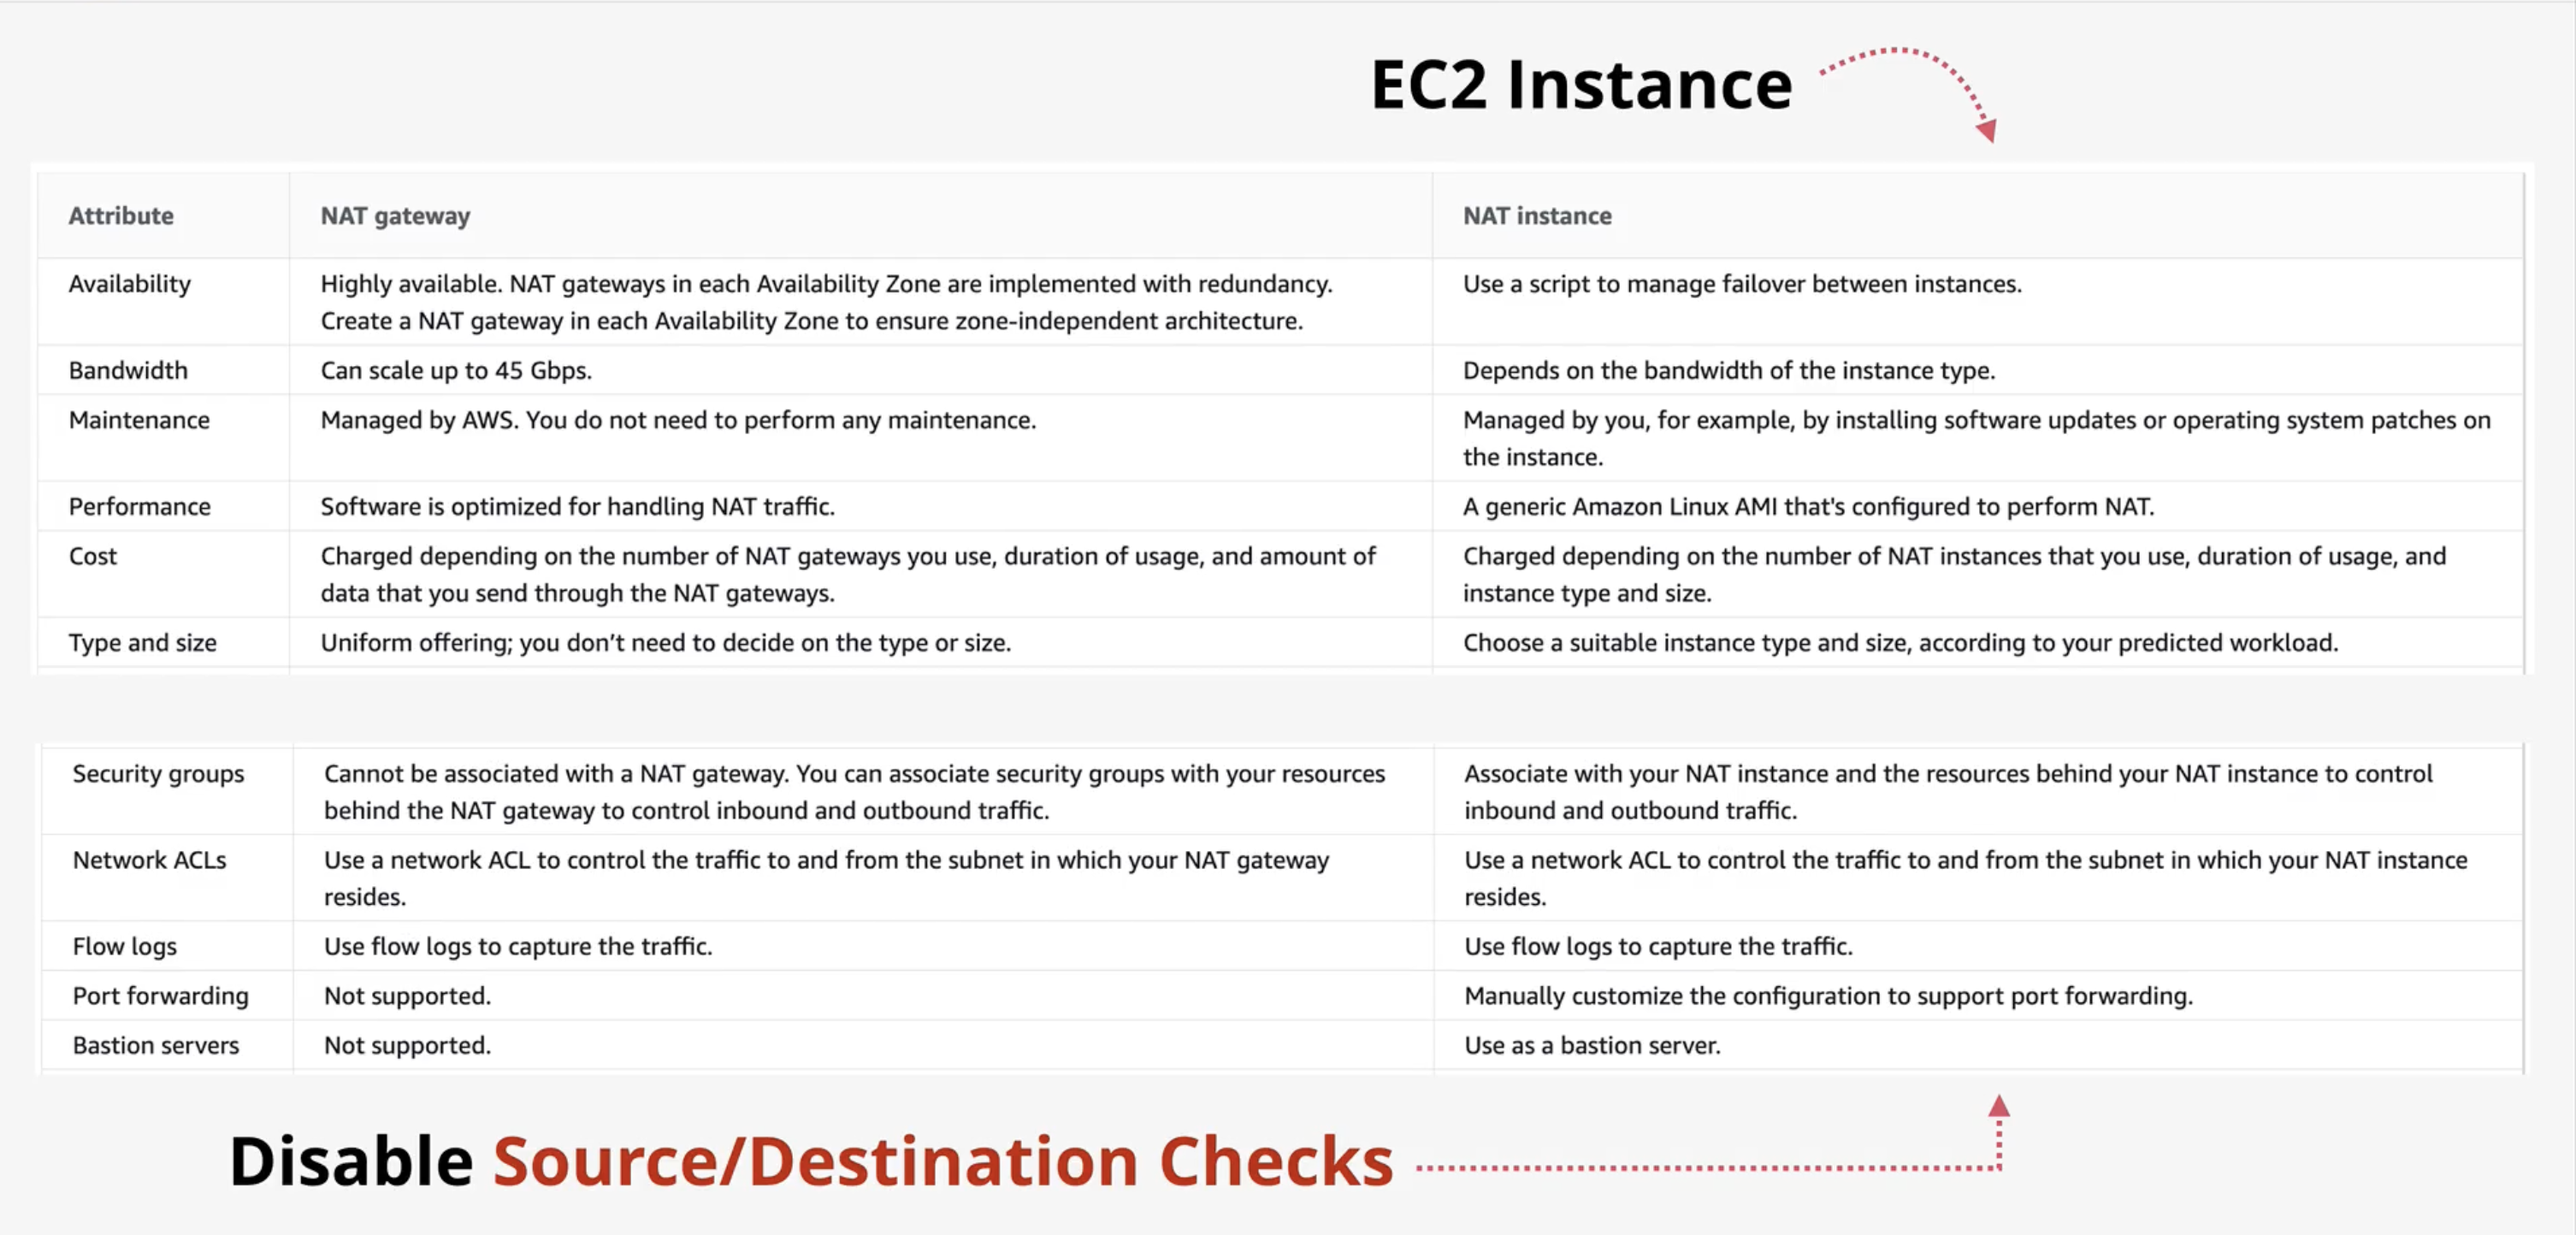 EC2 Instance
Attribute
NAT gateway
NAT instance
Availability
Highly available. NAT gateways in each Availability Zone are implemented with redundancy.
Create a NAT gateway in each Availability Zone to ensure zone-independent architecture.
Use a script to manage failover between instances.
Bandwidth
Can scale up to 45 Gbps.
Depends on the bandwidth of the instance type.
Maintenance
Managed by AWS. You do not need to perform any maintenance.
Managed by you, for example, by installing software updates or operating system patches on
the instance.
Performance
Software is optimized for handling NAT traffic.
A generic Amazon Linux AMI that's configured to perform NAT.
Cost
Charged depending on the number of NAT gateways you use, duration of usage, and amount of
data that you send through the NAT gateways.
Charged depending on the number of NAT instances that you use, duration of usage, and
instance type and size.
Type and size
Uniform offering; you don’t need to decide on the type or size.
Choose a suitable instance type and size, according to your predicted workload.
Security groups
Cannot be associated with a NAT gateway. You can associate security groups with your resources
behind the NAT gateway to control inbound and outbound traffic.
Associate with your NAT instance and the resources behind your NAT instance to control
inbound and outbound traffic.
Network ACLs
Use a network ACL to control the traffic to and from the subnet in which your NAT gateway
resides.
Use a network ACL to control the traffic to and from the subnet in which your NAT instance
resides.
Flow logs
Use flow logs to capture the traffic.
Use flow logs to capture the traffic.
Port forwarding
Not supported.
Manually customize the configuration to support port forwarding.
Bastion servers
Not supported.
Use as a bastion server.
Disable Source/Destination Checks